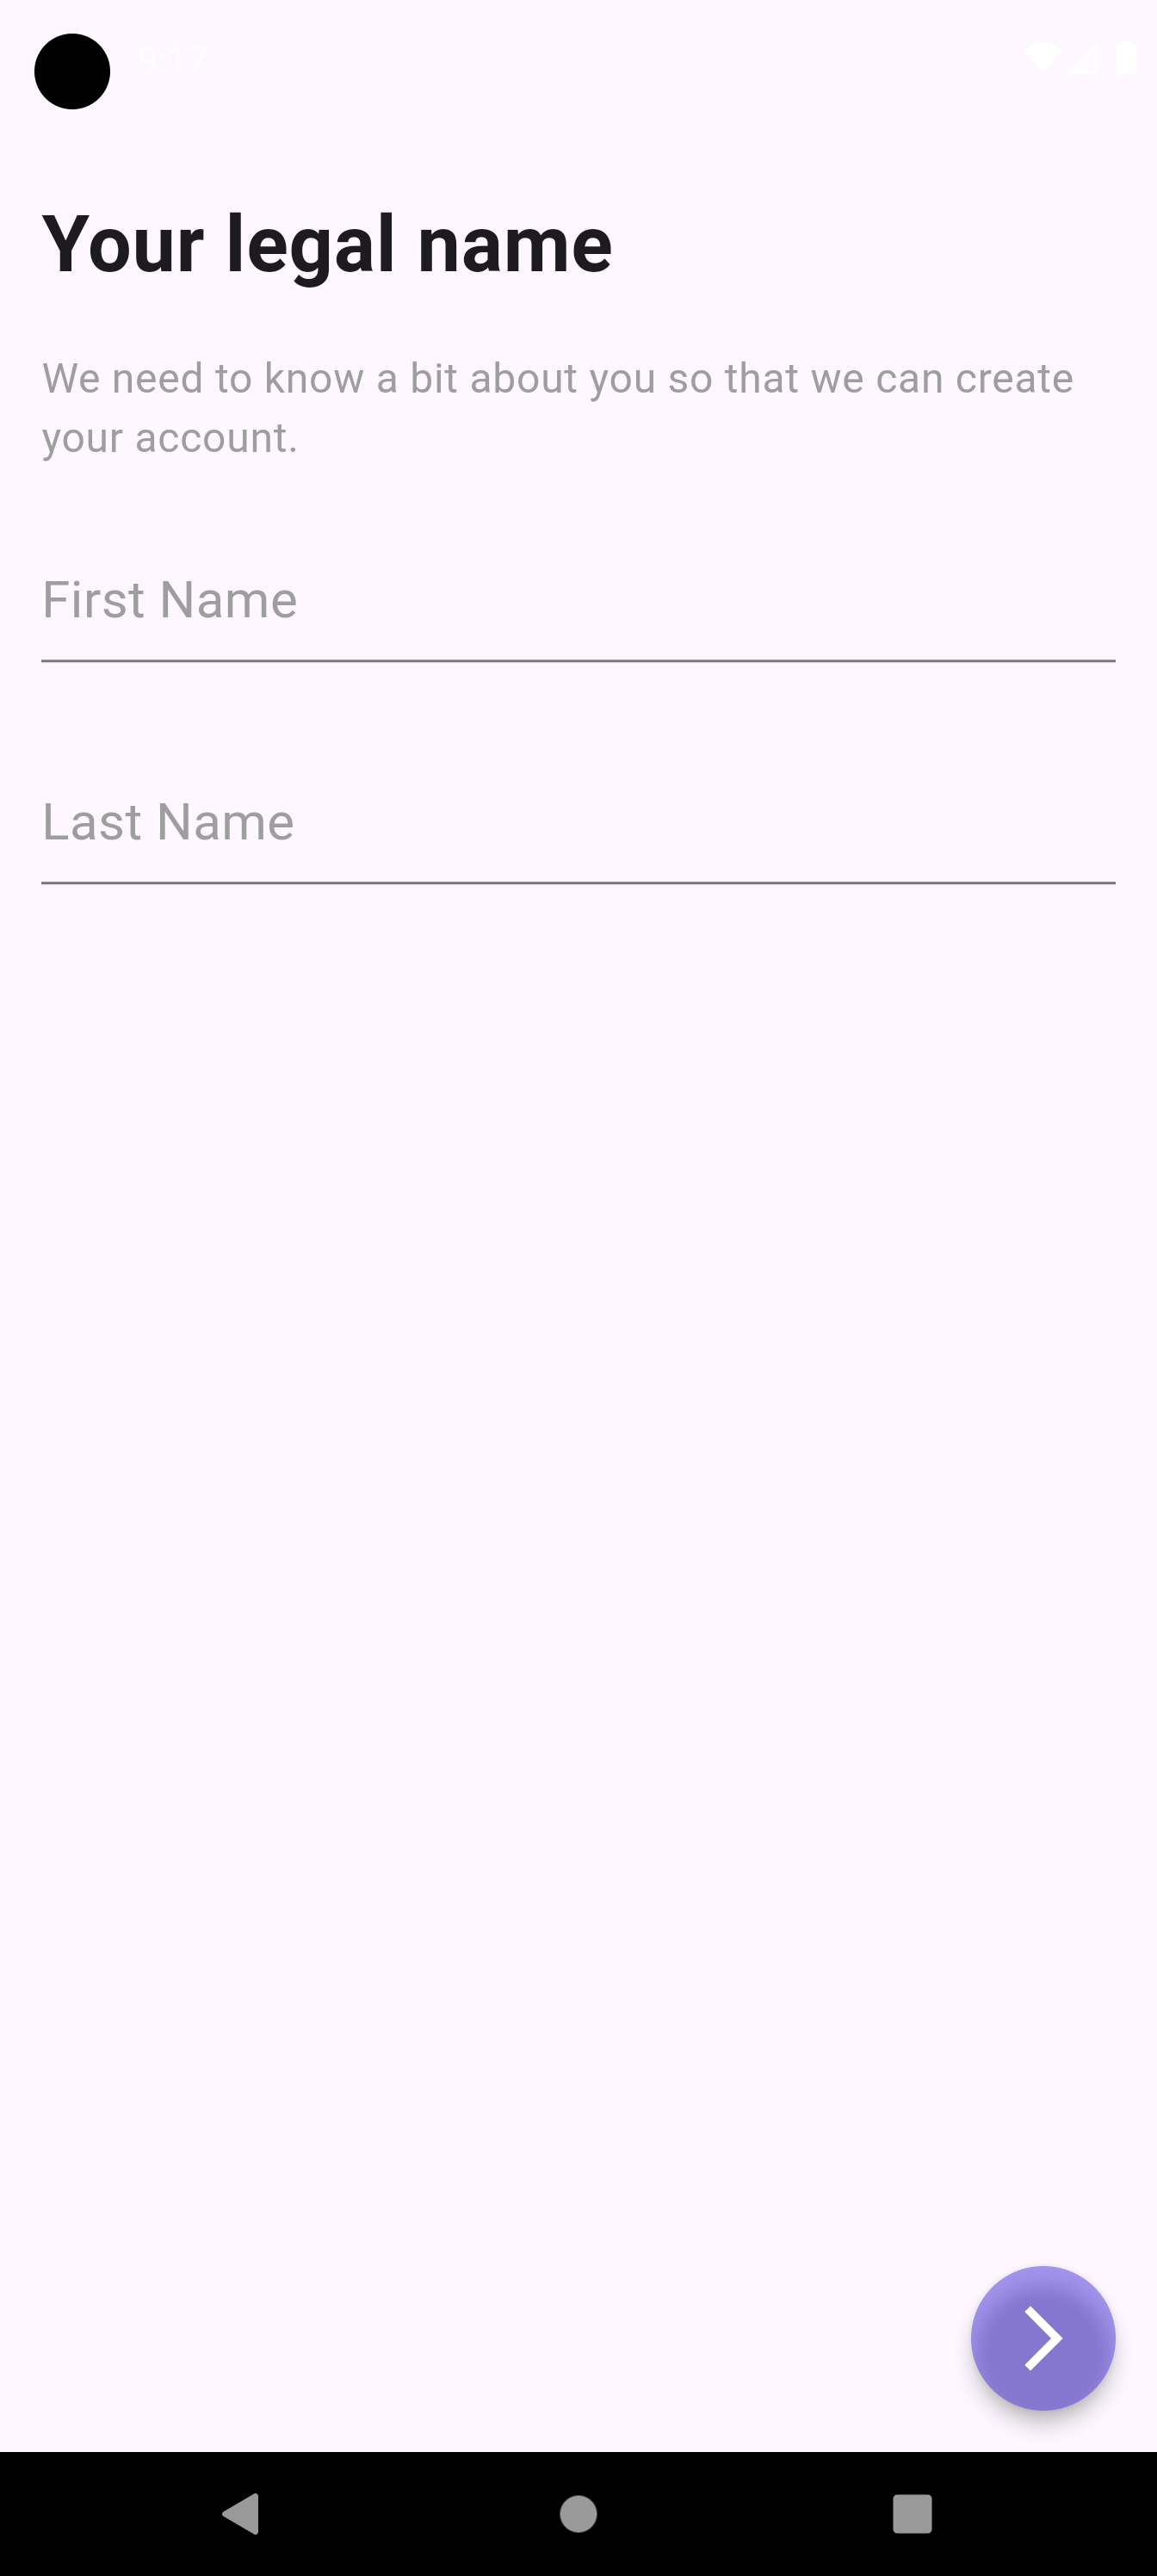 9:17
Your legal name
We need to know a bit about you so that we can create
your account.
First Name
Last Name